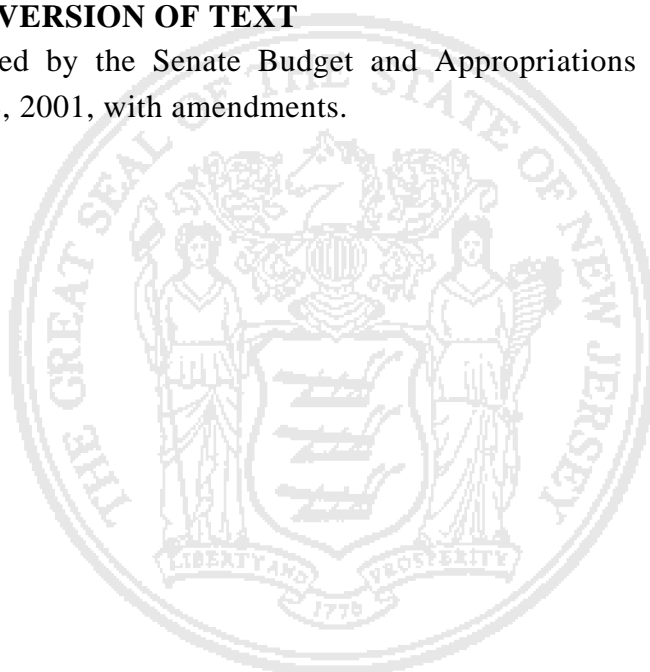 VERSION OF TEXT
ed by the Senate Budget and Appropriations
, 2001, with amendments.
THE GREAT SEAL OF THE STATE OF NEW JERSEY
LIBERTY AND PROSPERITY
1776